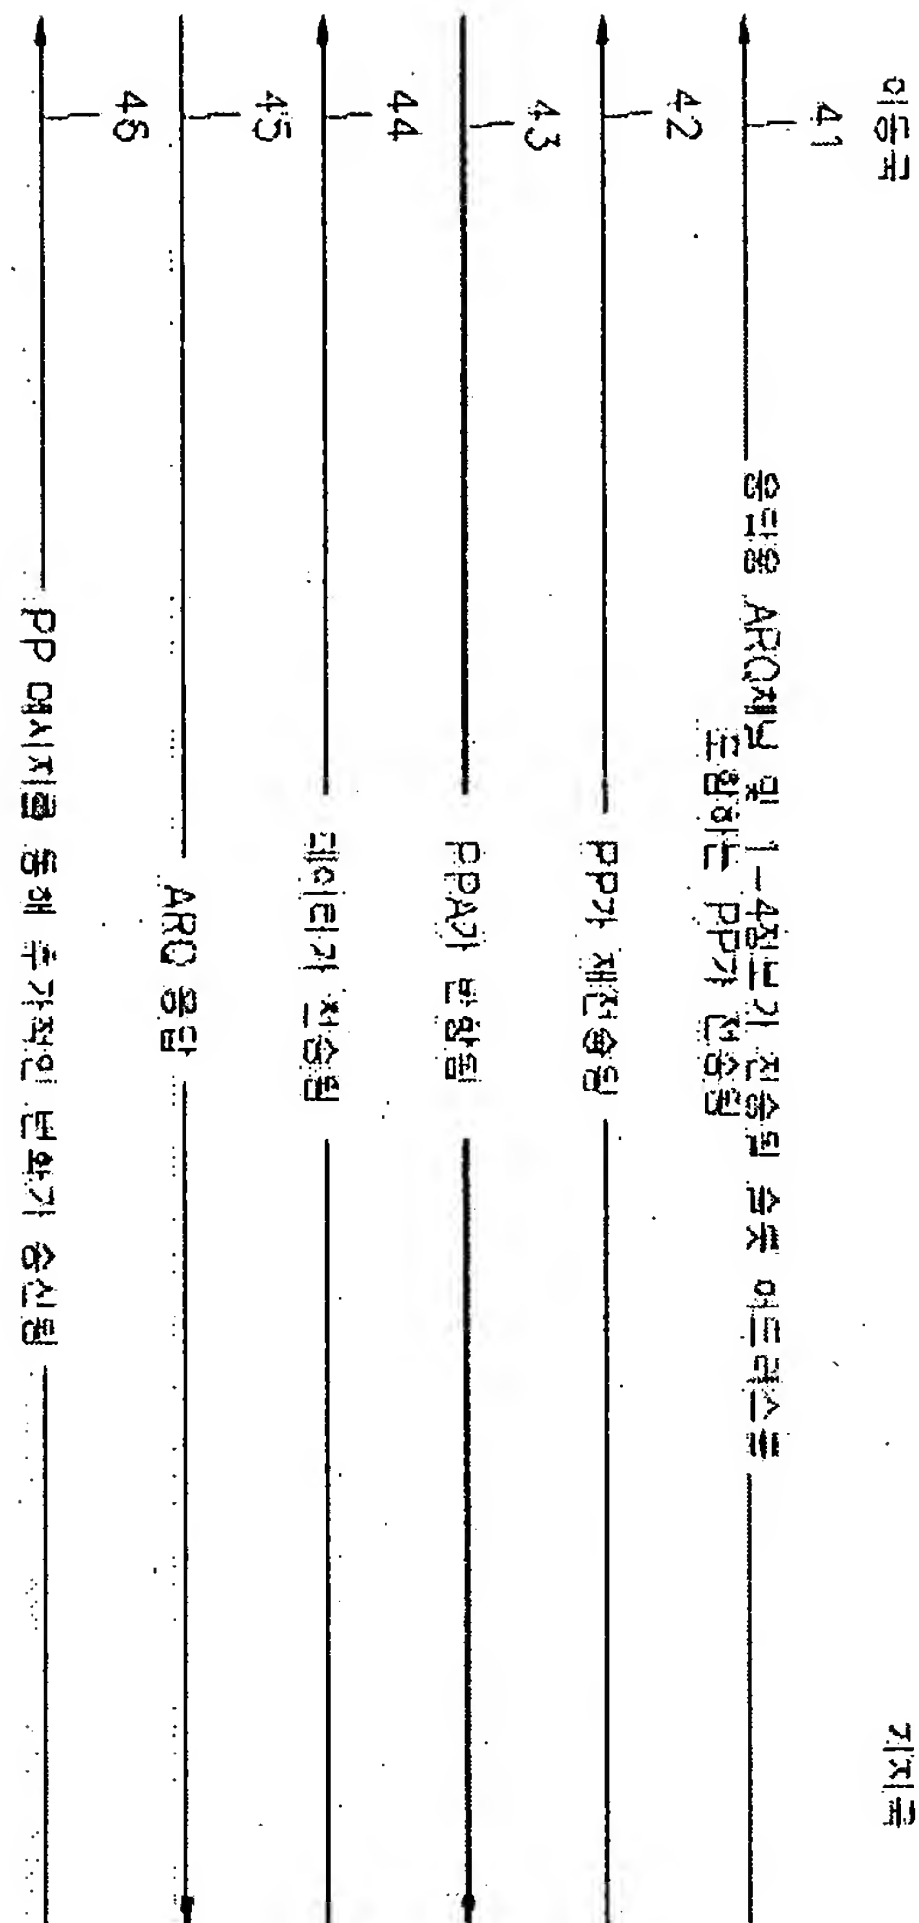 이동국
기지국
41
응답용 ARQ채널 및 1-4정보가 전송될 슬롯 어드레스를
포함하는 PP가 전송됨
42
PP가 재전송됨
43
PPA가 반환됨
44
데이터가 전송됨
45
ARQ 응답
46
PP 메시지를 통해 추가적인 변화가 송신됨